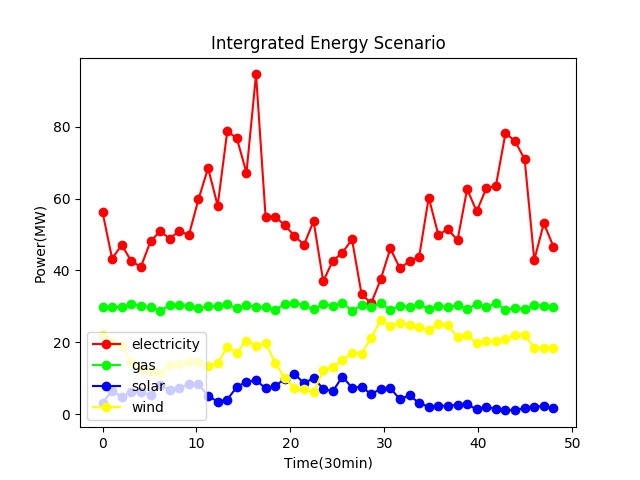 Intergrated Energy Scenario
Power(MW)
80
60
40
20
0
electricity
gas
solar
wind
0 10 20 30 40 50
Time(30min)